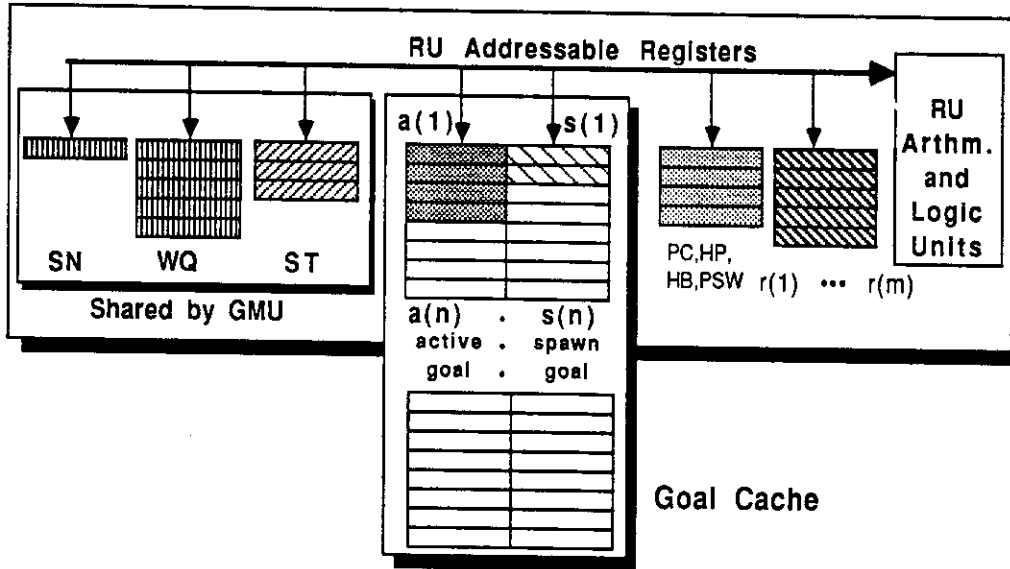 RU Addressable Registers
a(1) s(1)
RU
Arthm.
and
Logic
Units
SN WQ ST
Shared by GMU
PC,HP,
HB,PSW r(1) ••• r(m)
a(n) . s(n)
active . spawn
goal . goal
Goal Cache